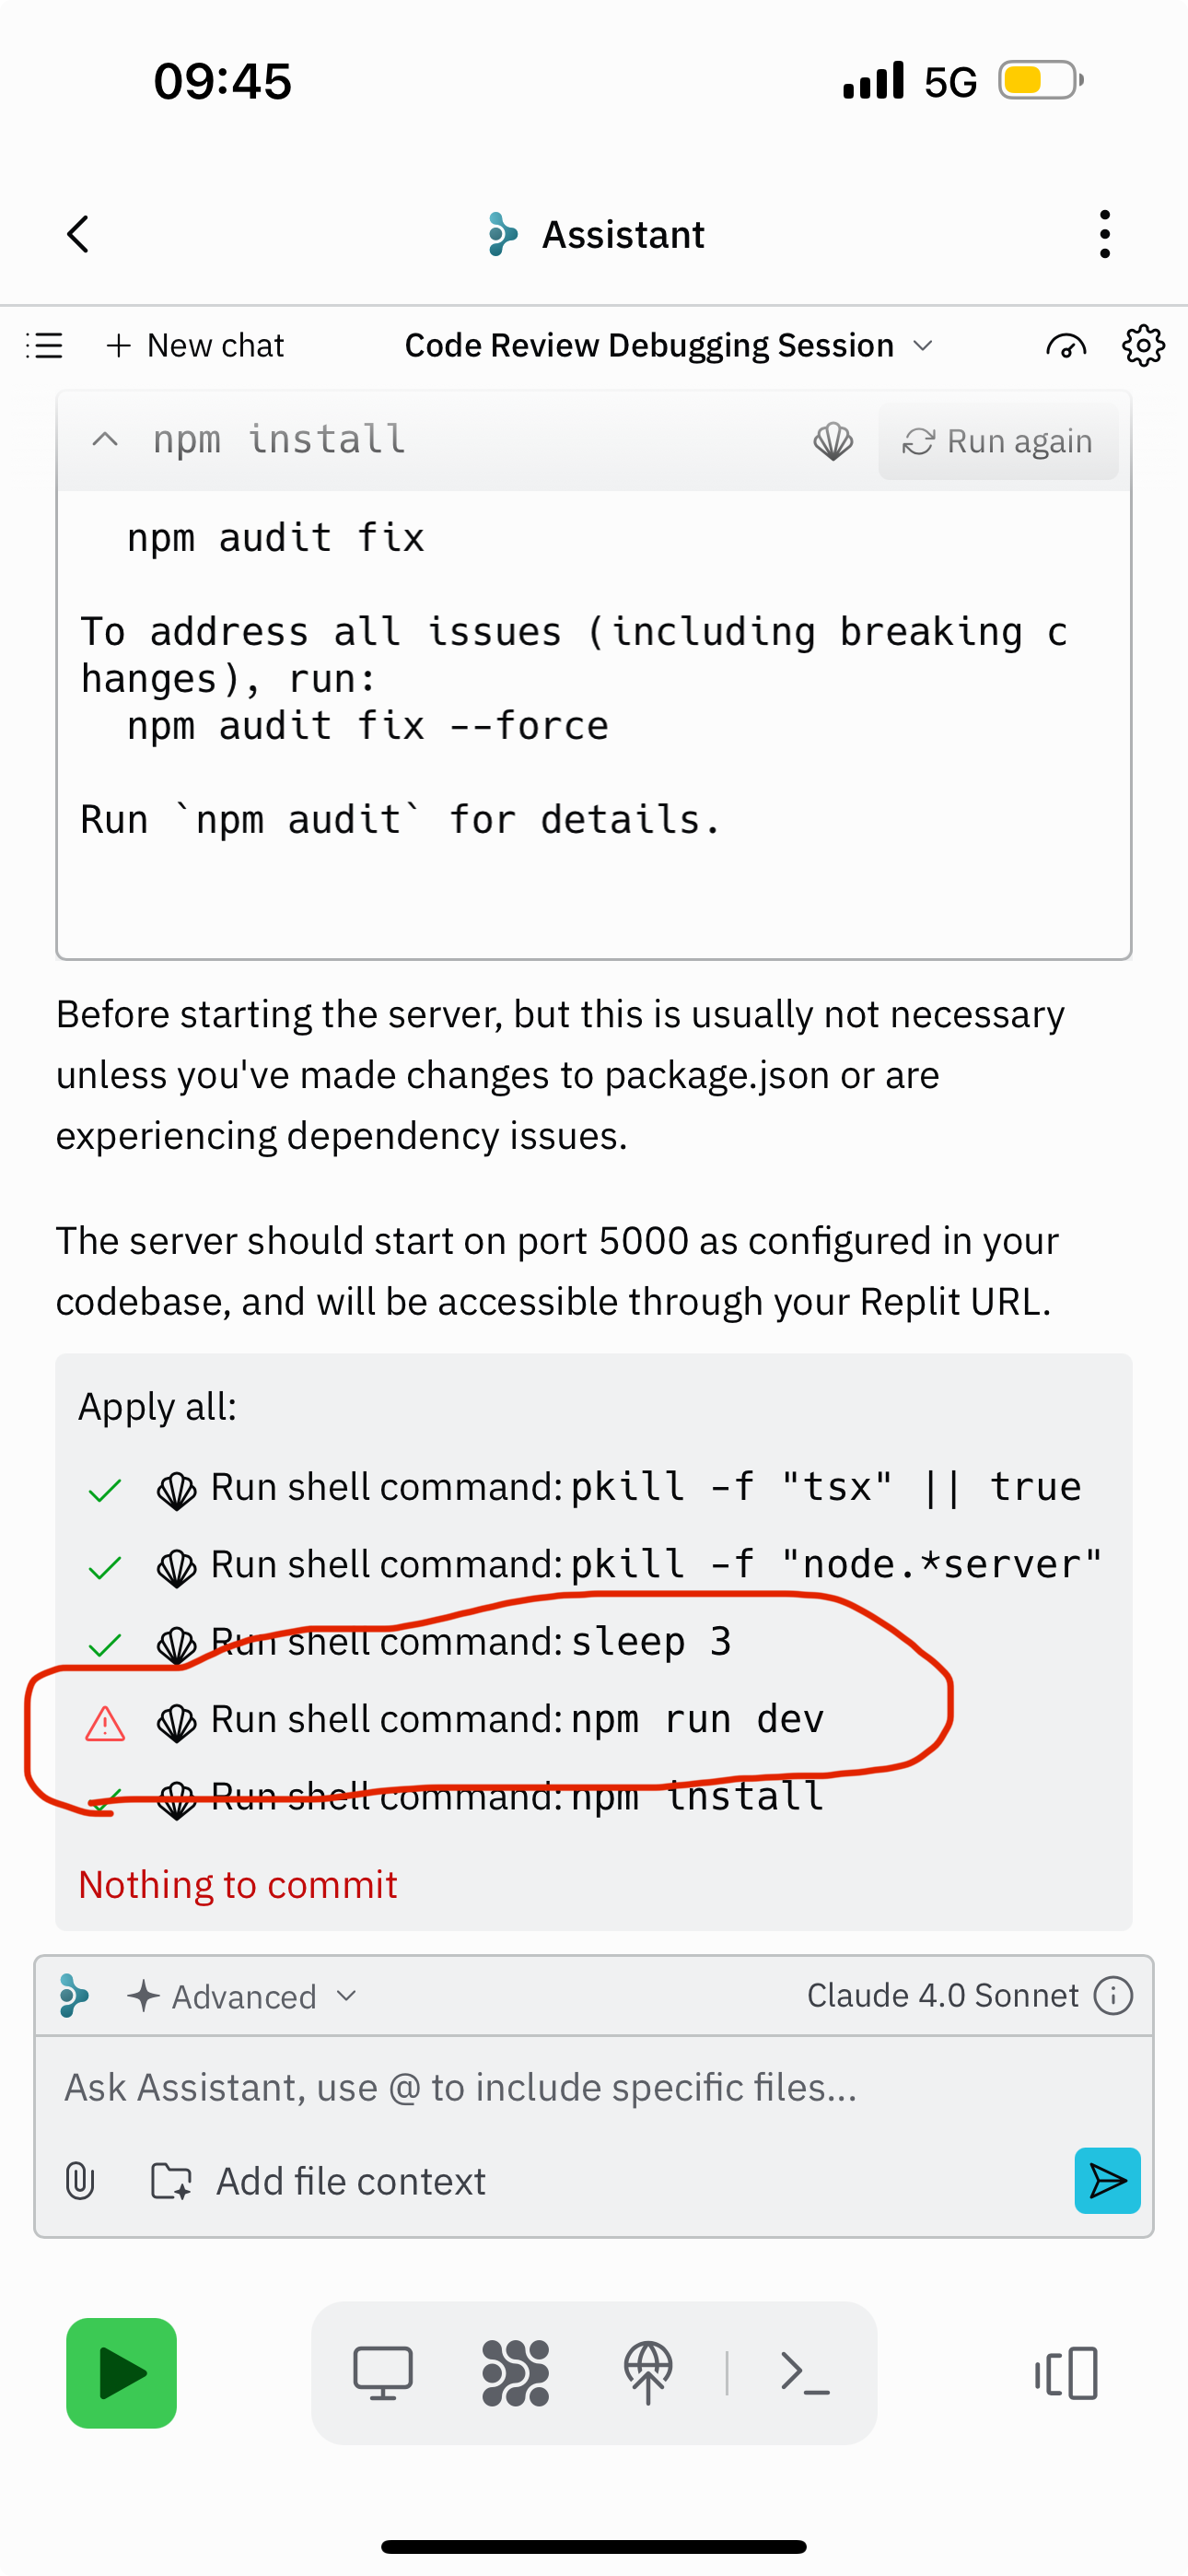 09:45
5G
Assistant
+ New chat
Code Review Debugging Session
npm install
Run again
npm audit fix
To address all issues (including breaking c
hanges), run:
npm audit fix --force
Run `npm audit` for details.
Before starting the server, but this is usually not necessary
unless you've made changes to package.json or are
experiencing dependency issues.
The server should start on port 5000 as configured in your
codebase, and will be accessible through your Replit URL.
Apply all:
Run shell command: pkill -f "tsx" || true
Run shell command: pkill -f "node.*server"
Run shell command: sleep 3
Run shell command: npm run dev
Run shell command: npm install
Nothing to commit
Advanced
Claude 4.0 Sonnet
Ask Assistant, use @ to include specific files...
Add file context